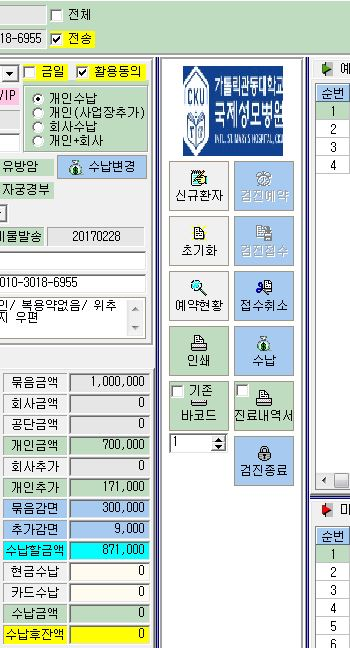 전체
18-6955 전송
금일 활용동의
VIP
개인수납
개인(사업장추가)
회사수납
개인+회사
유방암 수납변경
자궁경부
물발송 20170228
010-3018-6955
인/ 복용약없음/ 위추
지 우편
묶음금액 1,000,000
회사금액 0
공단금액 0
개인금액 700,000
회사추가 0
개인추가 171,000
묶음감면 300,000
추가감면 9,000
수납할금액 871,000
현금수납 0
카드수납 0
수납금액 0
수납후잔액 0
CKU
가톨릭관동대학교
국제성모병원
INTL. ST. MARY'S HOSPITAL, CKU
신규환자 검진예약
초기화 검진접수
예약현황 접수취소
인쇄 수납
기존
바코드 진료내역서
1
검진종료
예
순번
1
2
3
4
미
순번
1
2
3
4
5
6